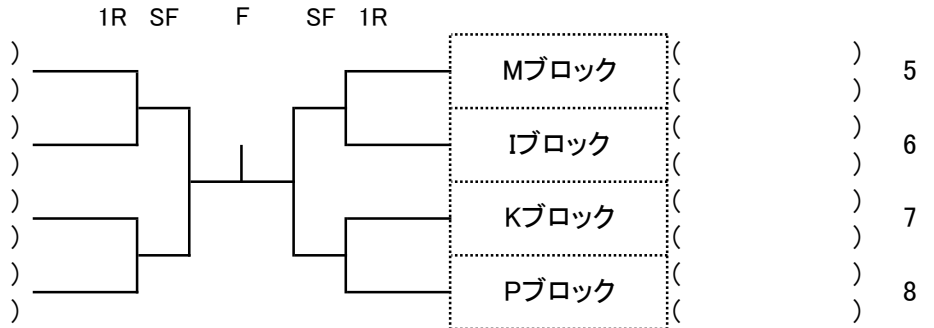 1R SF F SF 1R
) Mブロック ( ) 5
) ( )
) Iブロック ( ) 6
) ( )
) Kブロック ( ) 7
) ( )
) Pブロック ( ) 8
) ( )